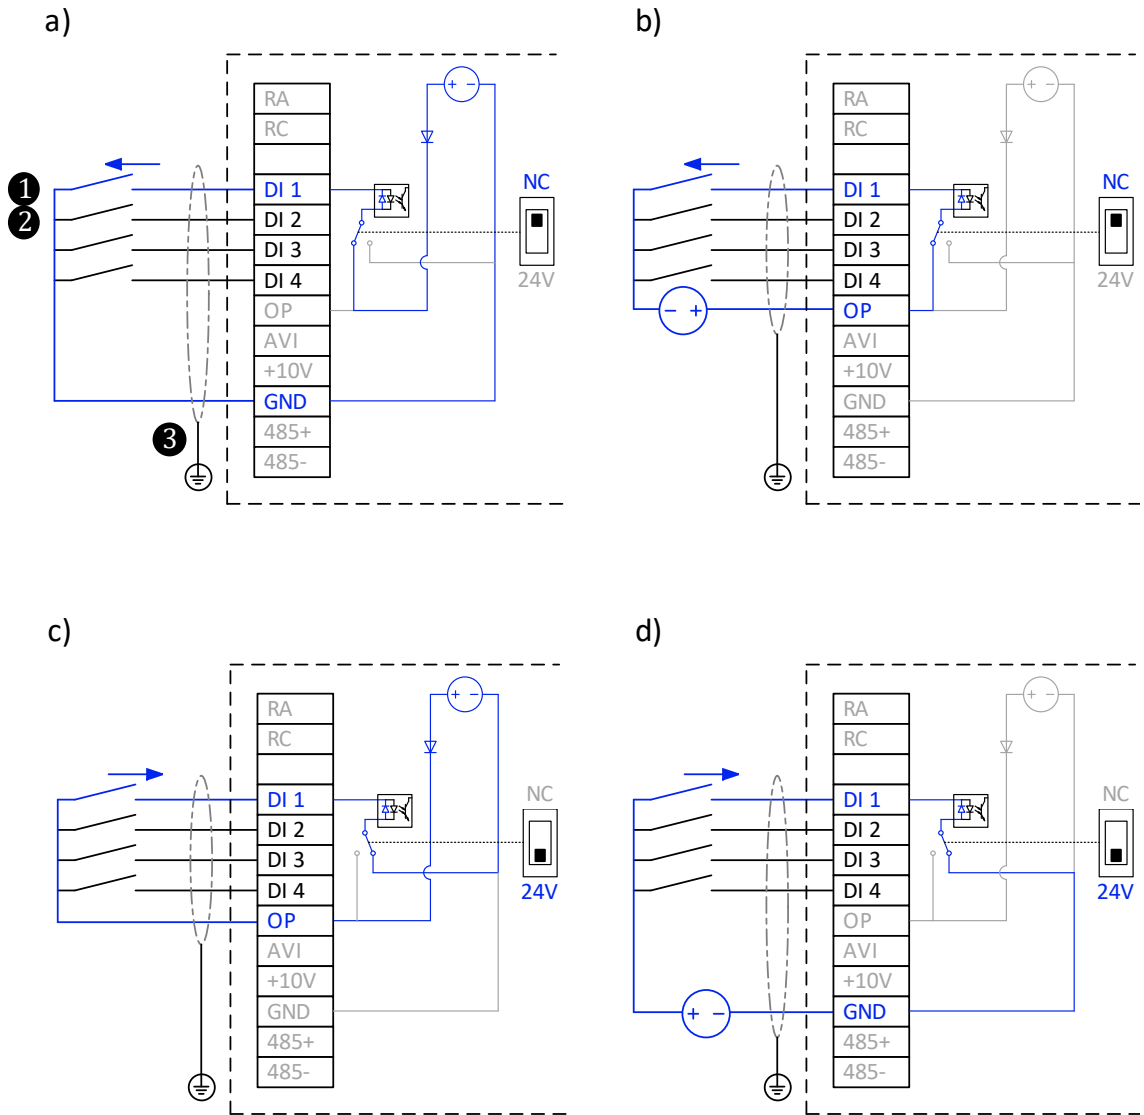 a)
RA
RC
1
DI 1
2
DI 2
DI 3
DI 4
OP
AVI
+10V
GND
3
485+
485-
+ -
NC
24V
b)
RA
RC
DI 1
DI 2
DI 3
DI 4
- +
OP
AVI
+10V
GND
485+
485-
+ -
NC
24V
c)
RA
RC
DI 1
DI 2
DI 3
DI 4
OP
AVI
+10V
GND
485+
485-
+ -
NC
24V
d)
RA
RC
DI 1
DI 2
DI 3
DI 4
OP
AVI
+10V
+ -
GND
485+
485-
+ -
NC
24V